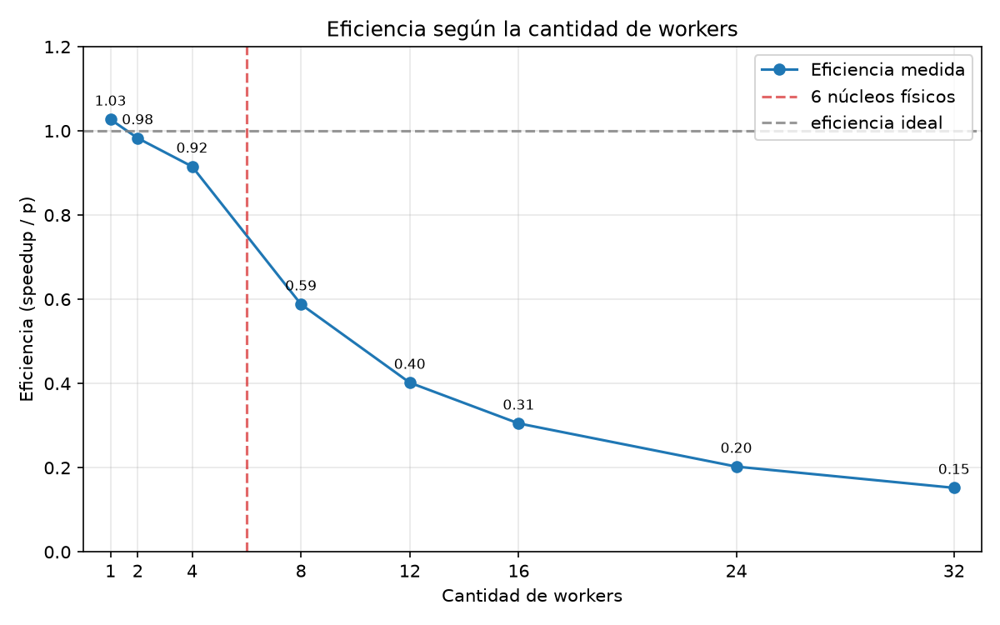 Eficiencia según la cantidad de workers
Eficiencia medida
6 núcleos físicos
eficiencia ideal
Eficiencia (speedup / p)
1.2
1.0
0.8
0.6
0.4
0.2
0.0
1.03
0.98
0.92
0.59
0.40
0.31
0.20
0.15
1 2 4 8 12 16 24 32
Cantidad de workers